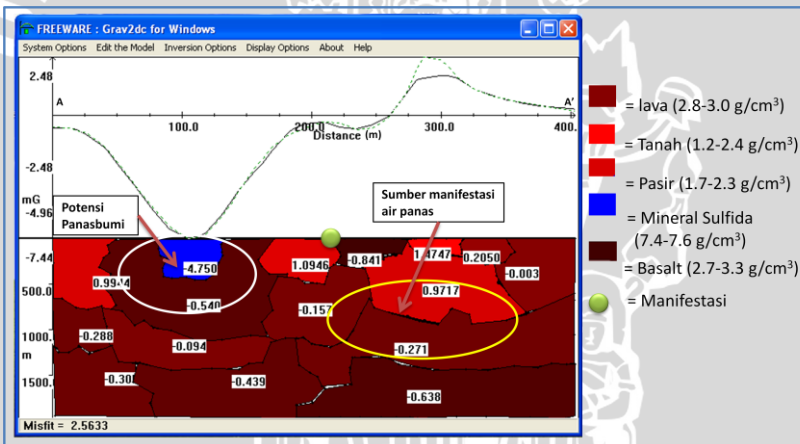 FREEWARE : Grav2dc for Windows
System Options Edit the Model Inversion Options Display Options About Help
2.48
A
A'
100.0
200.0
300.0
400.
Distance (m)
-2.48
mG
-4.96
-7.44
500.0
1000.
m
1500.
Potensi
Panasbumi
Sumber manifestasi
air panas
-4.750
0.9944
-0.540
1.0946
-0.841
0.2050
-0.003
0.9717
-0.157
-0.288
-0.094
-0.271
-0.439
-0.638
Misfit = 2.5633
= lava (2.8-3.0 g/cm³)
= Tanah (1.2-2.4 g/cm³)
= Pasir (1.7-2.3 g/cm³)
= Mineral Sulfida
(7.4-7.6 g/cm³)
= Basalt (2.7-3.3 g/cm³)
= Manifestasi